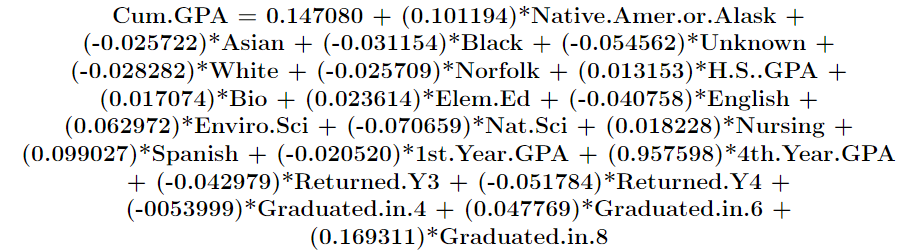 Cum.GPA = 0.147080 + (0.101194)*Native.Amer.or.Alask +
(-0.025722)*Asian + (-0.031154)*Black + (-0.054562)*Unknown +
(-0.028282)*White + (-0.025709)*Norfolk + (0.013153)*H.S..GPA +
(0.017074)*Bio + (0.023614)*Elem.Ed + (-0.040758)*English +
(0.062972)*Enviro.Sci + (-0.070659)*Nat.Sci + (0.018228)*Nursing +
(0.099027)*Spanish + (-0.020520)*1st.Year.GPA + (0.957598)*4th.Year.GPA
+ (-0.042979)*Returned.Y3 + (-0.051784)*Returned.Y4 +
(-0053999)*Graduated.in.4 + (0.047769)*Graduated.in.6 +
(0.169311)*Graduated.in.8